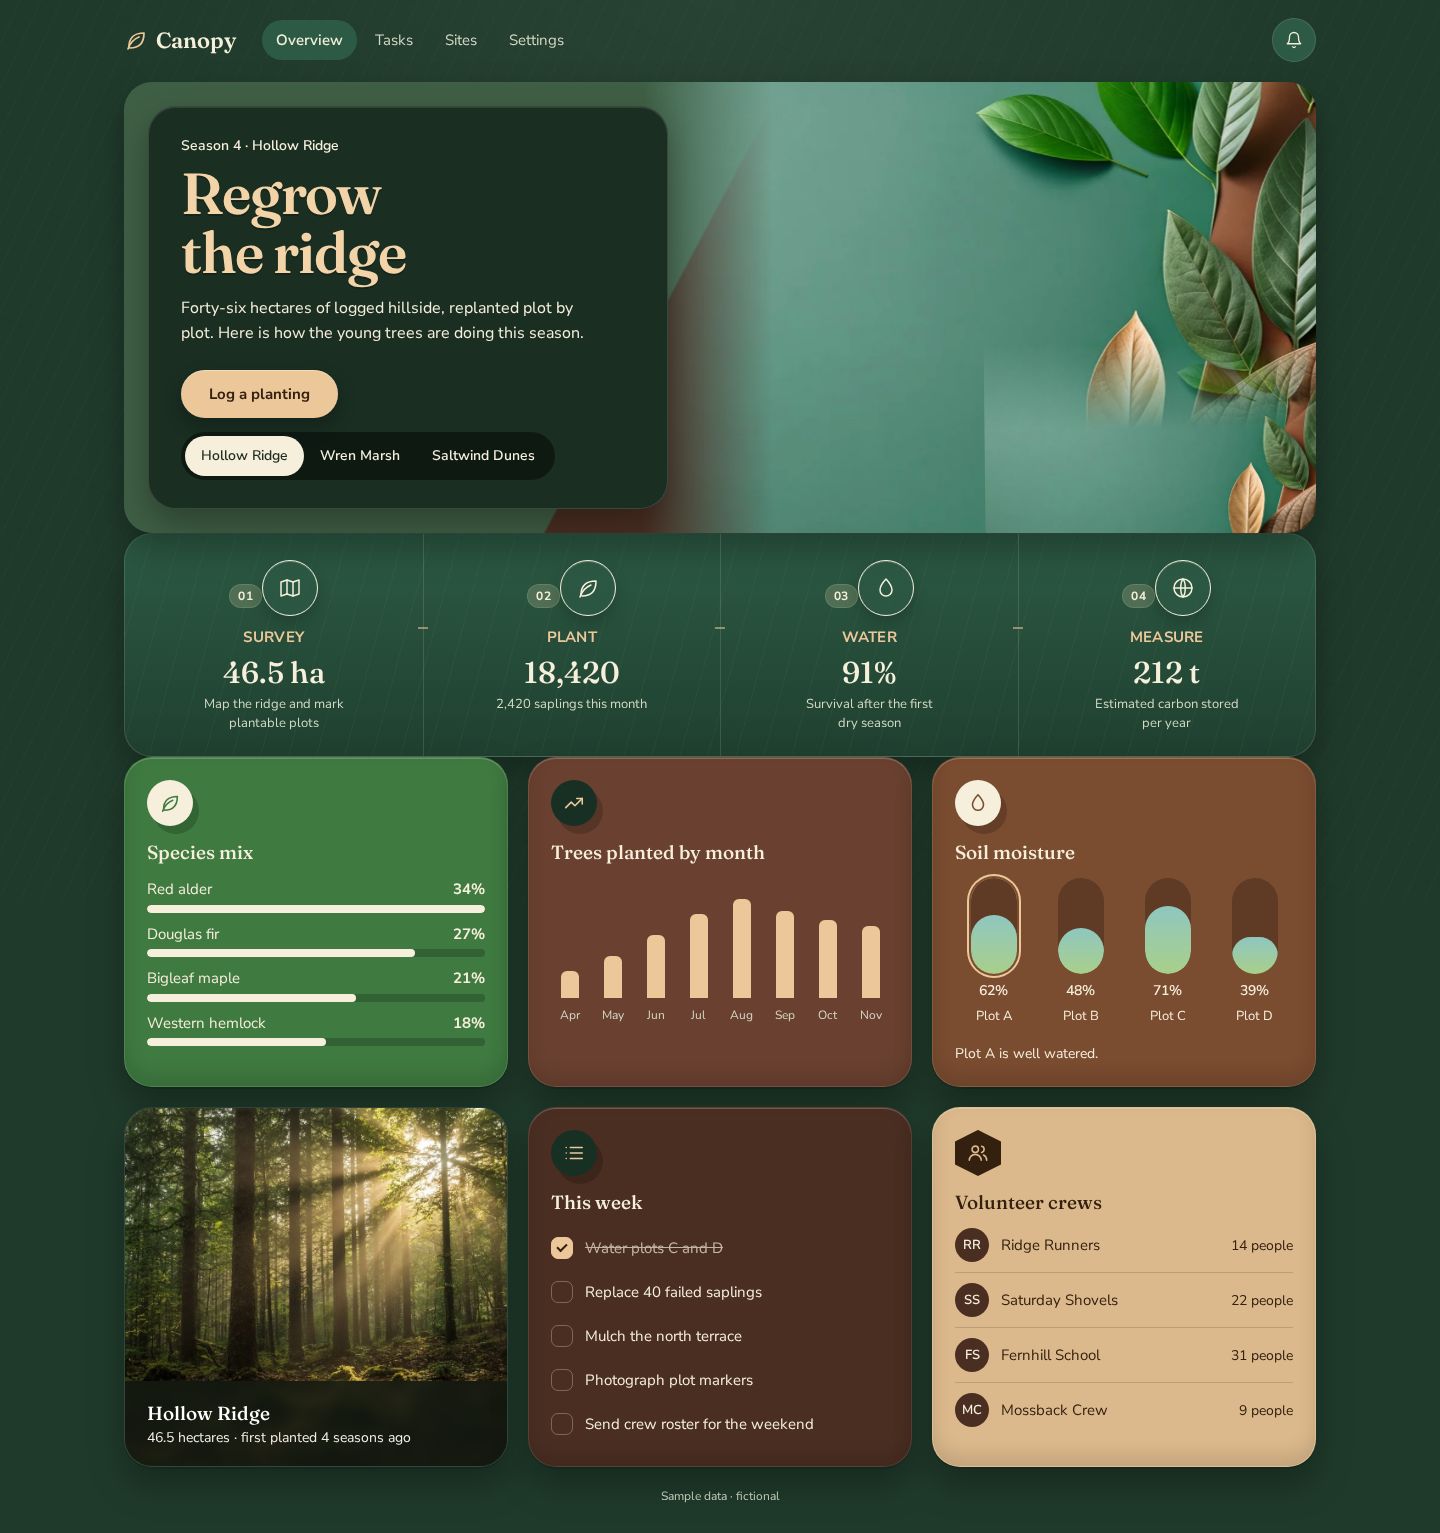 Canopy
Overview
Tasks
Sites
Settings
Season 4 · Hollow Ridge
Regrow
the ridge
Forty-six hectares of logged hillside, replanted plot by
plot. Here is how the young trees are doing this season.
Log a planting
Hollow Ridge
Wren Marsh
Saltwind Dunes
01
SURVEY
46.5 ha
Map the ridge and mark
plantable plots
02
PLANT
18,420
2,420 saplings this month
03
WATER
91%
Survival after the first
dry season
04
MEASURE
212 t
Estimated carbon stored
per year
Species mix
Red alder 34%
Douglas fir 27%
Bigleaf maple 21%
Western hemlock 18%
Trees planted by month
Apr May Jun Jul Aug Sep Oct Nov
Soil moisture
62% 48% 71% 39%
Plot A Plot B Plot C Plot D
Plot A is well watered.
Hollow Ridge
46.5 hectares · first planted 4 seasons ago
This week
Water plots C and D
Replace 40 failed saplings
Mulch the north terrace
Photograph plot markers
Send crew roster for the weekend
Volunteer crews
RR Ridge Runners 14 people
SS Saturday Shovels 22 people
FS Fernhill School 31 people
MC Mossback Crew 9 people
Sample data · fictional